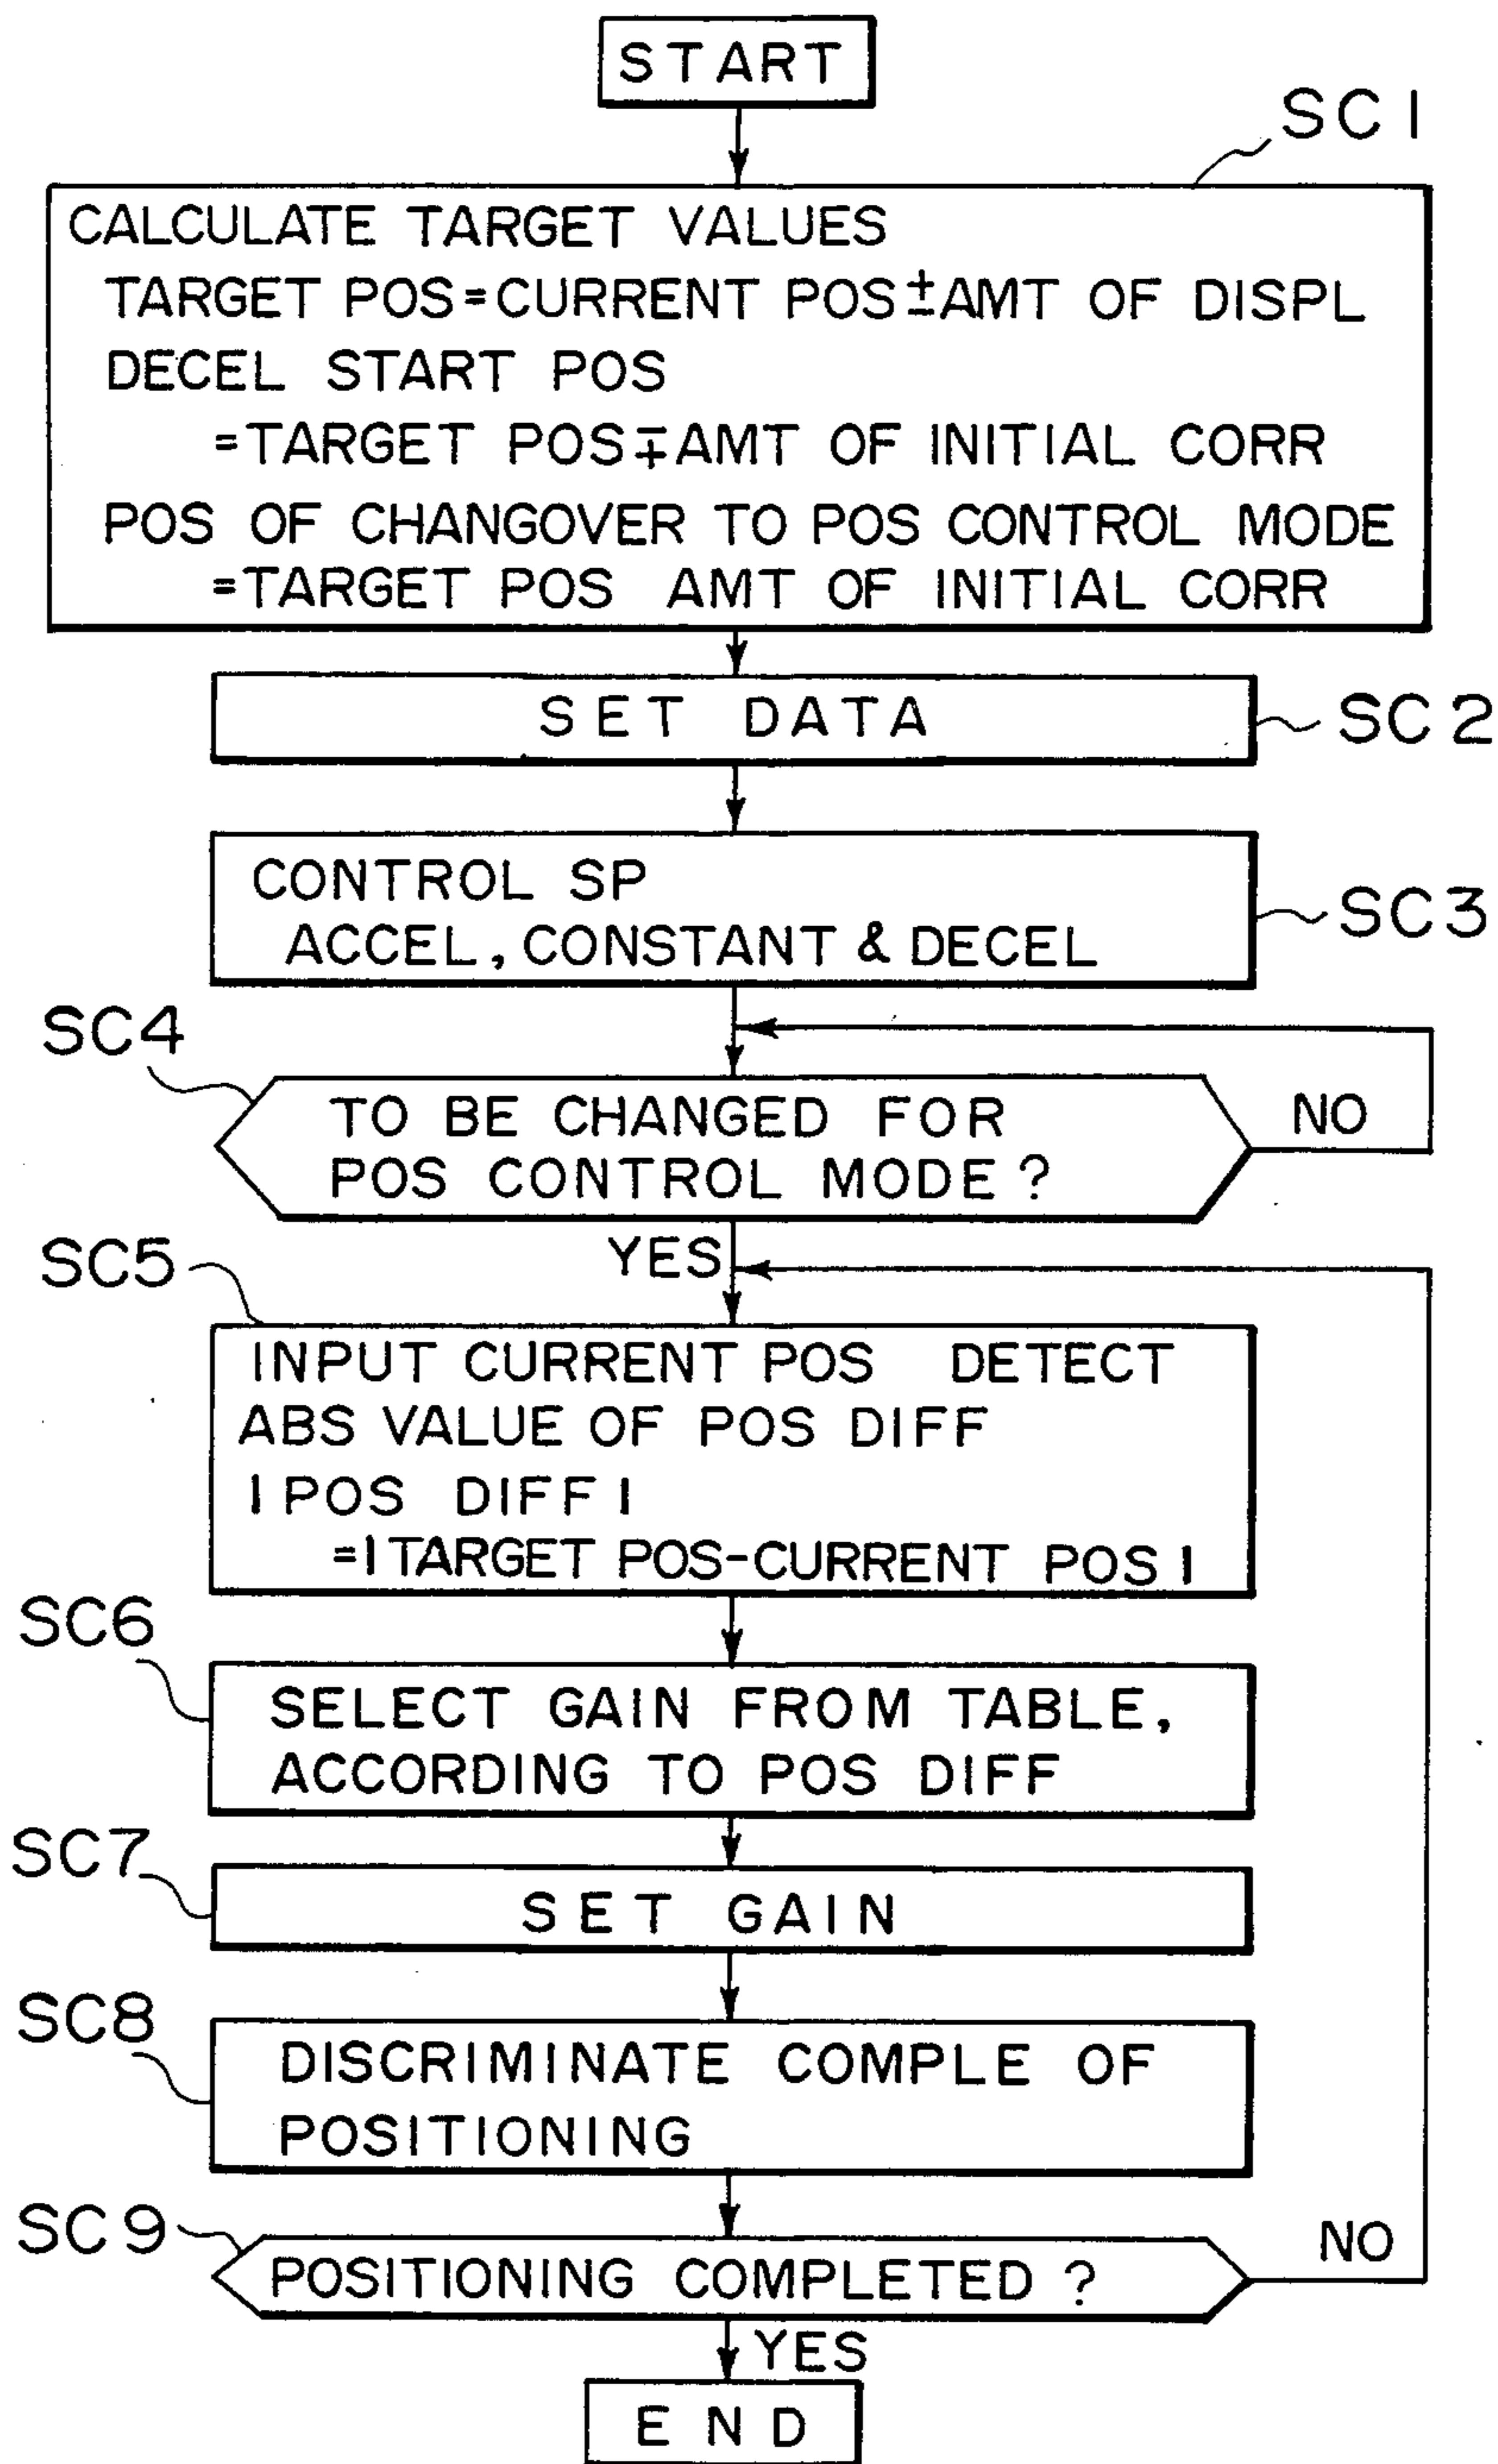 START
SC1
CALCULATE TARGET VALUES
TARGET POS=CURRENT POS±AMT OF DISPL
DECEL START POS
=TARGET POS∓AMT OF INITIAL CORR
POS OF CHANGOVER TO POS CONTROL MODE
=TARGET POS AMT OF INITIAL CORR
SET DATA
SC2
CONTROL SP
ACCEL, CONSTANT & DECEL
SC3
SC4
TO BE CHANGED FOR
POS CONTROL MODE?
NO
YES
SC5
INPUT CURRENT POS DETECT
ABS VALUE OF POS DIFF
|POS DIFF|
=|TARGET POS-CURRENT POS|
SC6
SELECT GAIN FROM TABLE,
ACCORDING TO POS DIFF
SC7
SET GAIN
SC8
DISCRIMINATE COMPLE OF
POSITIONING
SC9
POSITIONING COMPLETED?
NO
YES
END